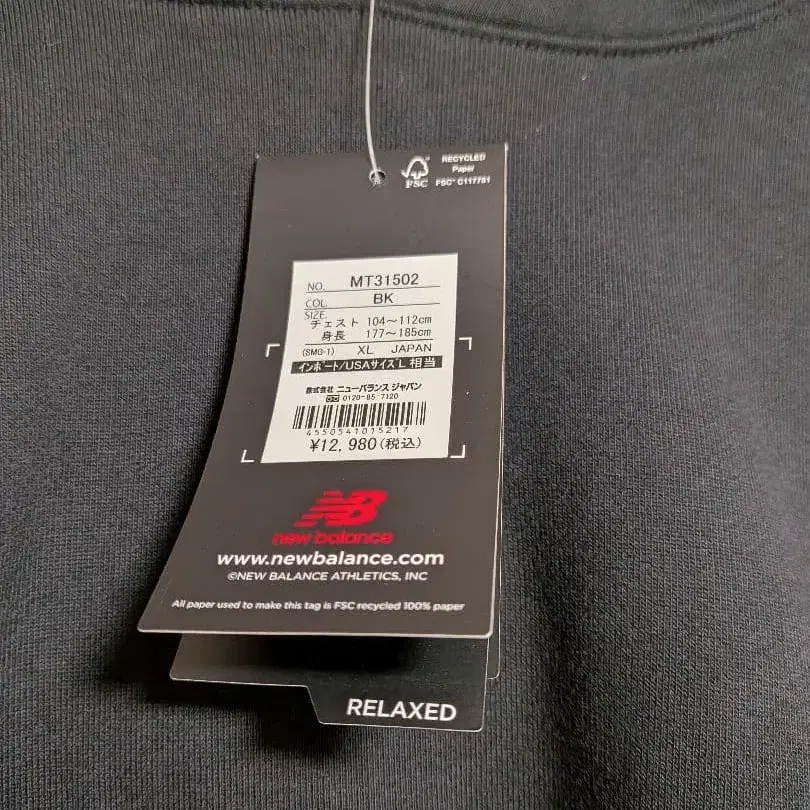 FSC
RECYCLED
Paper
FSC® C117781
NO. MT31502
COL. BK
SIZE.
チェスト 104～112cm
身長 177～185cm
(SMG-1) XL JAPAN
インポート/USAサイズL 相当
株式会社 ニューバランス ジャパン
0120-85-7120
4550541015217
¥12,980(税込)
NB
new balance
www.newbalance.com
©NEW BALANCE ATHLETICS, INC
All paper used to make this tag is FSC recycled 100% paper
RELAXED